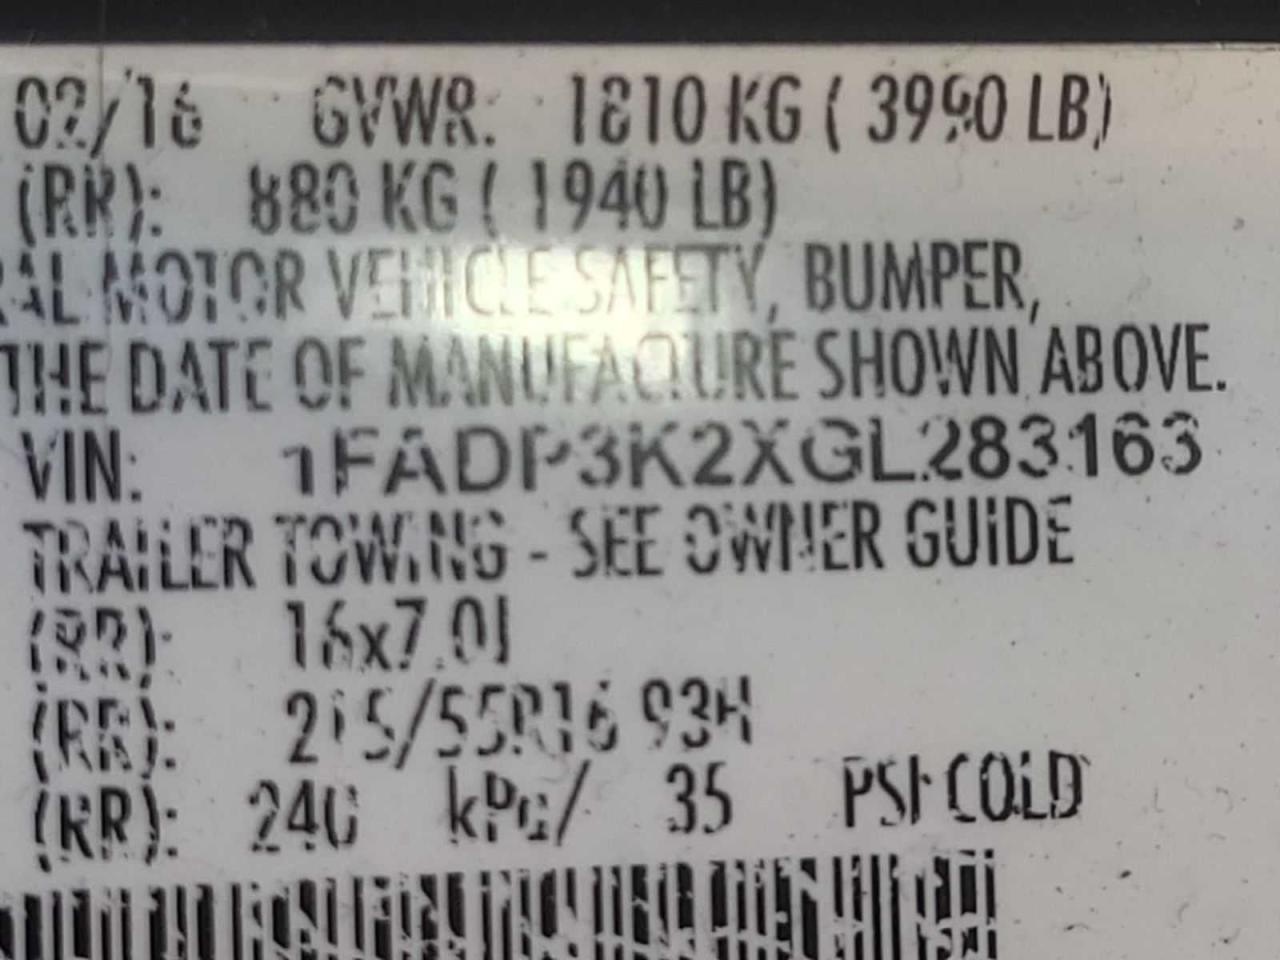 02/16 GVWR: 1810 KG ( 3990 LB)
(RR): 880 KG ( 1940 LB)
RAL MOTOR VEHICLE SAFETY, BUMPER,
THE DATE OF MANUFACTURE SHOWN ABOVE.
VIN: 1FADP3K2XGL283163
TRAILER TOWING - SEE OWNER GUIDE
(RR): 16x7.0J
(RR): 215/55R16 93H
(RR): 240 kPa/ 35 PSI COLD